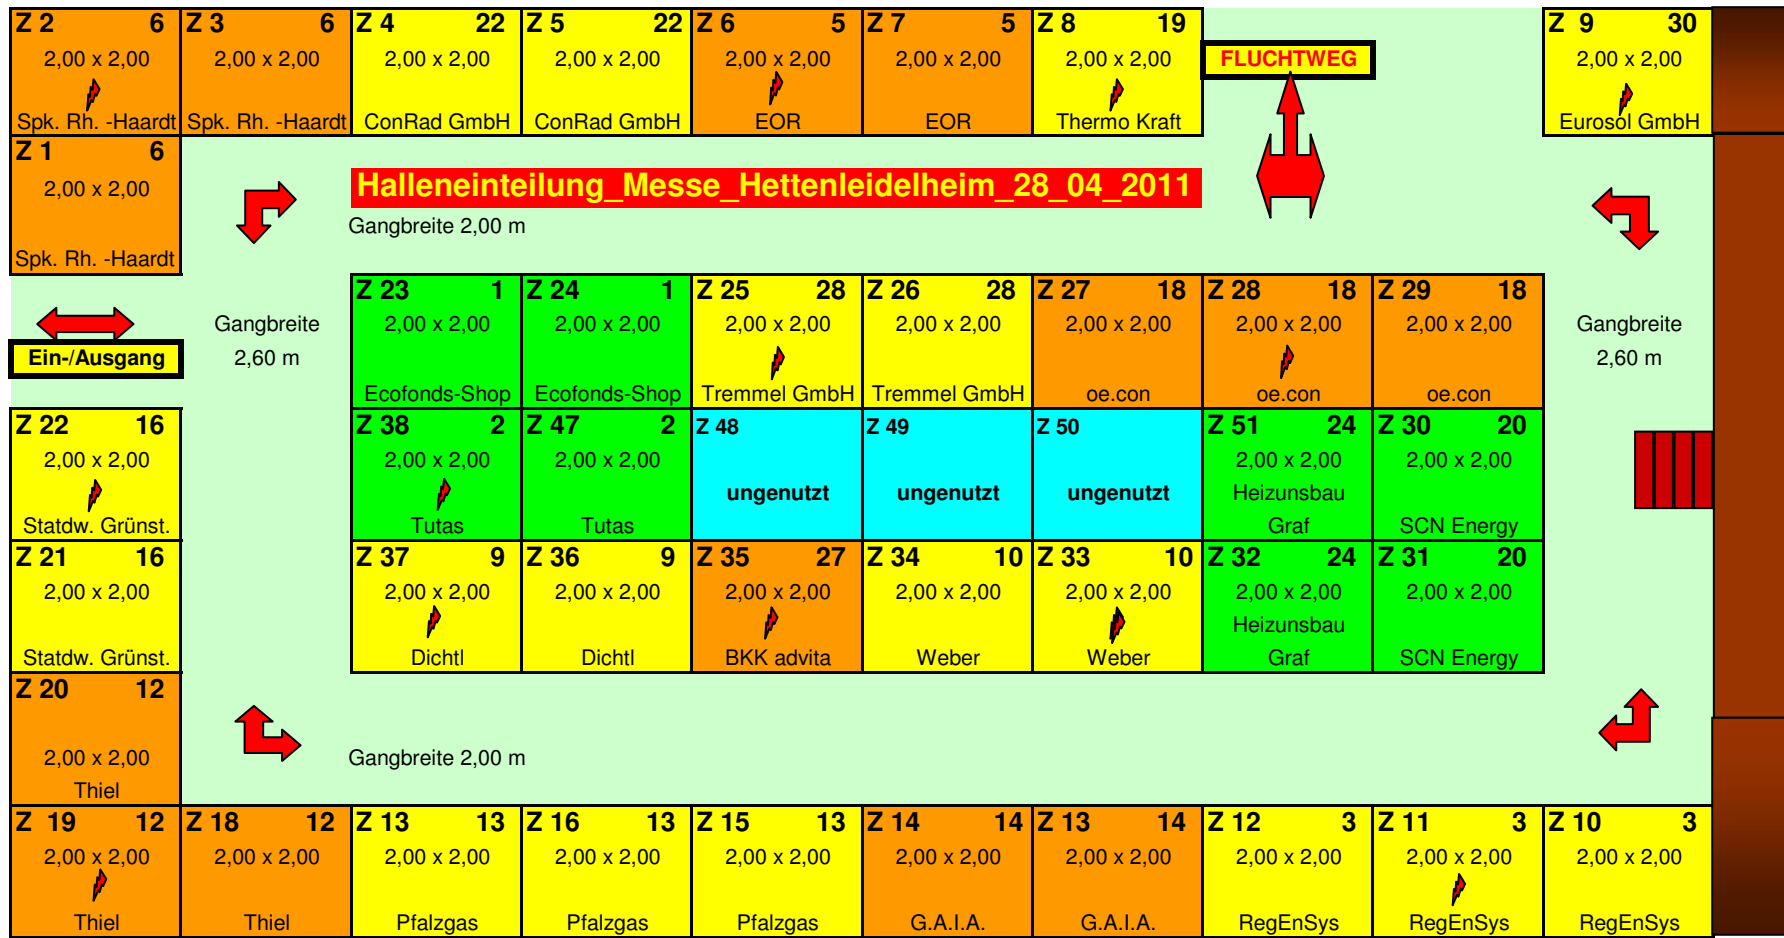 Z 2 6 Z 3 6 Z 4 22 Z 5 22 Z 6 5 Z 7 5 Z 8 19 Z 9 30
2,00 x 2,00 2,00 x 2,00 2,00 x 2,00 2,00 x 2,00 2,00 x 2,00 2,00 x 2,00 2,00 x 2,00 FLUCHTWEG 2,00 x 2,00
Spk. Rh. -Haardt Spk. Rh. -Haardt ConRad GmbH ConRad GmbH EOR EOR Thermo Kraft Eurosol GmbH
Z 1 6
2,00 x 2,00 Halleneinteilung_Messe_Hettenleidelheim_28_04_2011
Gangbreite 2,00 m
Spk. Rh. -Haardt
Z 23 1 Z 24 1 Z 25 28 Z 26 28 Z 27 18 Z 28 18 Z 29 18
Gangbreite 2,00 x 2,00 2,00 x 2,00 2,00 x 2,00 2,00 x 2,00 2,00 x 2,00 2,00 x 2,00 2,00 x 2,00 Gangbreite
Ein-/Ausgang 2,60 m 2,60 m
Ecofonds-Shop Ecofonds-Shop Tremmel GmbH Tremmel GmbH oe.con oe.con oe.con
Z 22 16 Z 38 2 Z 47 2 Z 48 Z 49 Z 50 Z 51 24 Z 30 20
2,00 x 2,00 2,00 x 2,00 2,00 x 2,00 2,00 x 2,00 2,00 x 2,00
ungenutzt ungenutzt ungenutzt Heizunsbau
Statdw. Grünst. Tutas Tutas Graf SCN Energy
Z 21 16 Z 37 9 Z 36 9 Z 35 27 Z 34 10 Z 33 10 Z 32 24 Z 31 20
2,00 x 2,00 2,00 x 2,00 2,00 x 2,00 2,00 x 2,00 2,00 x 2,00 2,00 x 2,00 2,00 x 2,00 2,00 x 2,00
Heizunsbau
Statdw. Grünst. Dichtl Dichtl BKK advita Weber Weber Graf SCN Energy
Z 20 12
2,00 x 2,00 Gangbreite 2,00 m
Thiel
Z 19 12 Z 18 12 Z 13 13 Z 16 13 Z 15 13 Z 14 14 Z 13 14 Z 12 3 Z 11 3 Z 10 3
2,00 x 2,00 2,00 x 2,00 2,00 x 2,00 2,00 x 2,00 2,00 x 2,00 2,00 x 2,00 2,00 x 2,00 2,00 x 2,00 2,00 x 2,00 2,00 x 2,00
Thiel Thiel Pfalzgas Pfalzgas Pfalzgas G.A.I.A. G.A.I.A. RegEnSys RegEnSys RegEnSys